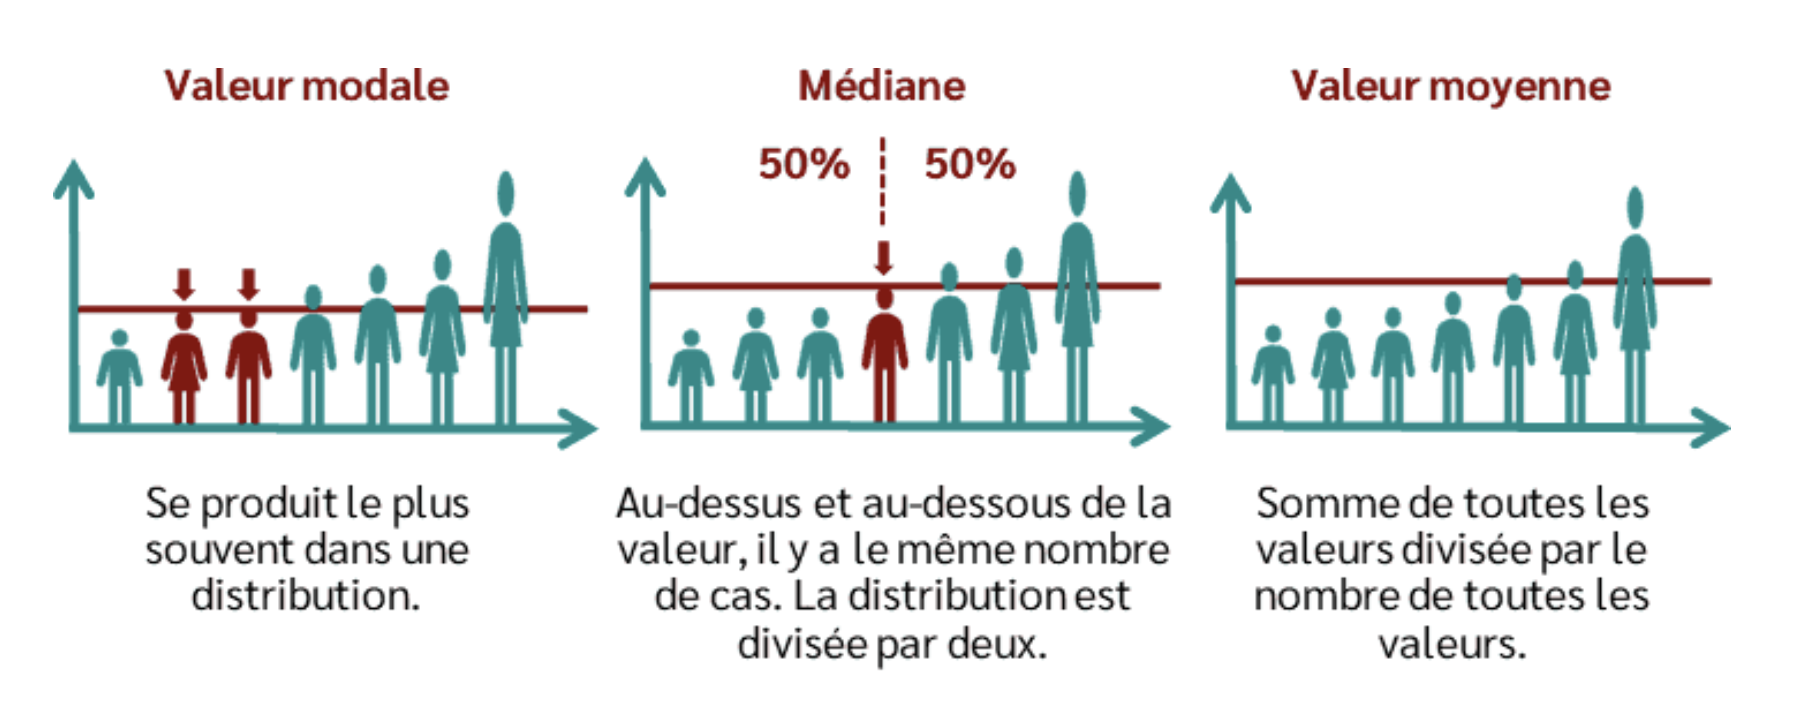 Valeur modale
Se produit le plus
souvent dans une
distribution.
Médiane
50% 50%
Au-dessus et au-dessous de la
valeur, il y a le même nombre
de cas. La distribution est
divisée par deux.
Valeur moyenne
Somme de toutes les
valeurs divisée par le
nombre de toutes les
valeurs.